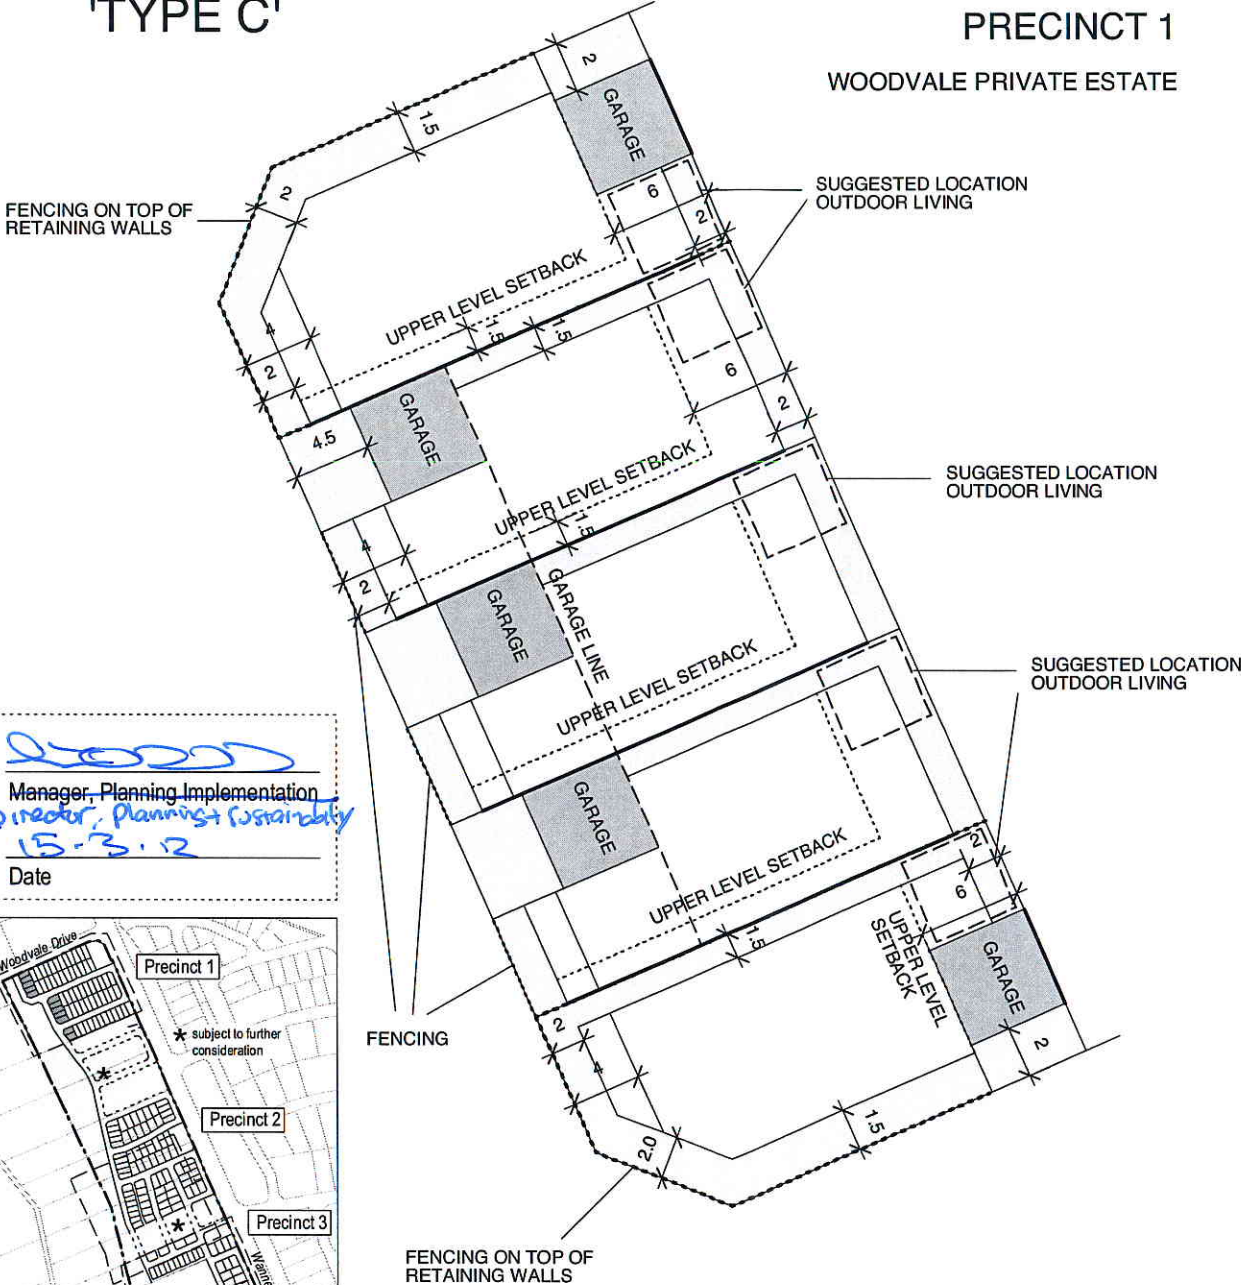 'TYPE C'
PRECINCT 1
WOODVALE PRIVATE ESTATE
2
GARAGE
1.5
2
FENCING ON TOP OF
RETAINING WALLS
SUGGESTED LOCATION
OUTDOOR LIVING
6
2
UPPER LEVEL SETBACK
1.5
1.5
4
2
GARAGE
4.5
6
2
UPPER LEVEL SETBACK
1.5
SUGGESTED LOCATION
OUTDOOR LIVING
4
2
GARAGE
GARAGE LINE
UPPER LEVEL SETBACK
SUGGESTED LOCATION
OUTDOOR LIVING
GARAGE
UPPER LEVEL SETBACK
1.5
2
6
UPPER LEVEL
SETBACK
GARAGE
2
FENCING
2
4
2.0
1.5
FENCING ON TOP OF
RETAINING WALLS
Manager, Planning Implementation
Director, Planning + Sustainability
15.3.12
Date
Woodvale Drive
Precinct 1
* subject to further
consideration
*
Precinct 2
*
Precinct 3
Wanne